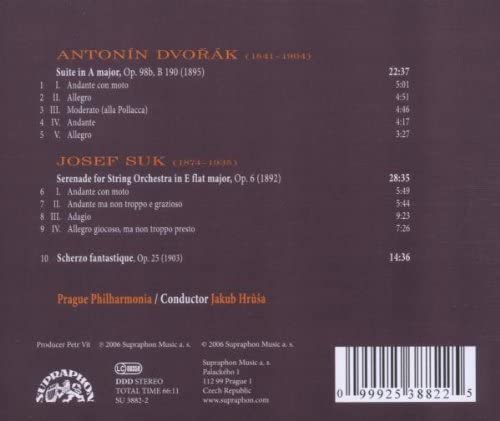 ANTONÍN DVOŘÁK (1841–1904)
Suite in A major, Op. 98b, B 190 (1895) 22:37
1 I. Andante con moto 5:01
2 II. Allegro 4:51
3 III. Moderato (alla Pollacca) 4:46
4 IV. Andante 4:17
5 V. Allegro 3:27
JOSEF SUK (1874–1935)
Serenade for String Orchestra in E flat major, Op. 6 (1892) 28:35
6 I. Andante con moto 5:49
7 II. Andante ma non troppo e grazioso 5:44
8 III. Adagio 9:23
9 IV. Allegro giocoso, ma non troppo presto 7:26
10 Scherzo fantastique, Op. 25 (1903) 14:36
Prague Philharmonia / Conductor Jakub Hrůša
Producer Petr Vít ℗ 2006 Supraphon Music a. s. © 2006 Supraphon Music a. s.
SUPRAPHON
LC 00358
DDD STEREO
TOTAL TIME 66:11
SU 3882-2
Supraphon Music a. s.
Palackého 1
112 99 Prague 1
Czech Republic
www.supraphon.com
0 99925 38822 5